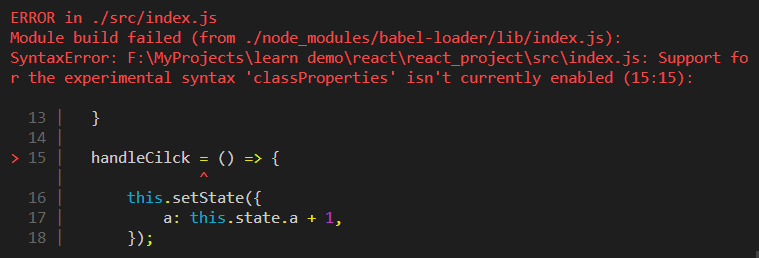 ERROR in ./src/index.js
Module build failed (from ./node_modules/babel-loader/lib/index.js):
SyntaxError: F:\MyProjects\learn demo\react\react_project\src\index.js: Support fo
r the experimental syntax 'classProperties' isn't currently enabled (15:15):
13 |   }
14 |
> 15 |   handleCilck = () => {
|               ^
16 |       this.setState({
17 |           a: this.state.a + 1,
18 |       });